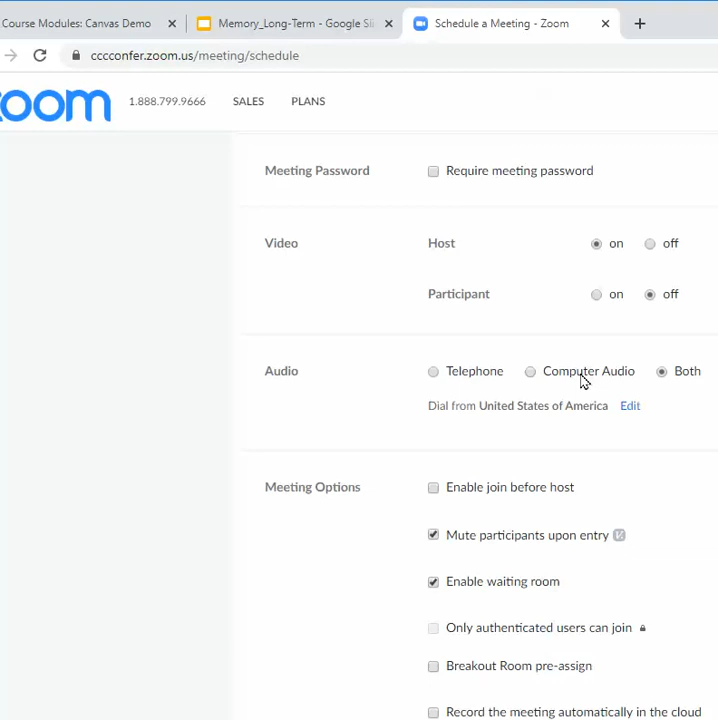 Course Modules: Canvas Demo
Memory_Long-Term - Google Sli
Schedule a Meeting - Zoom
cccconfer.zoom.us/meeting/schedule
zoom
1.888.799.9666 SALES PLANS
Meeting Password Require meeting password
Video Host on off
Participant on off
Audio Telephone Computer Audio Both
Dial from United States of America Edit
Meeting Options Enable join before host
Mute participants upon entry
Enable waiting room
Only authenticated users can join
Breakout Room pre-assign
Record the meeting automatically in the cloud